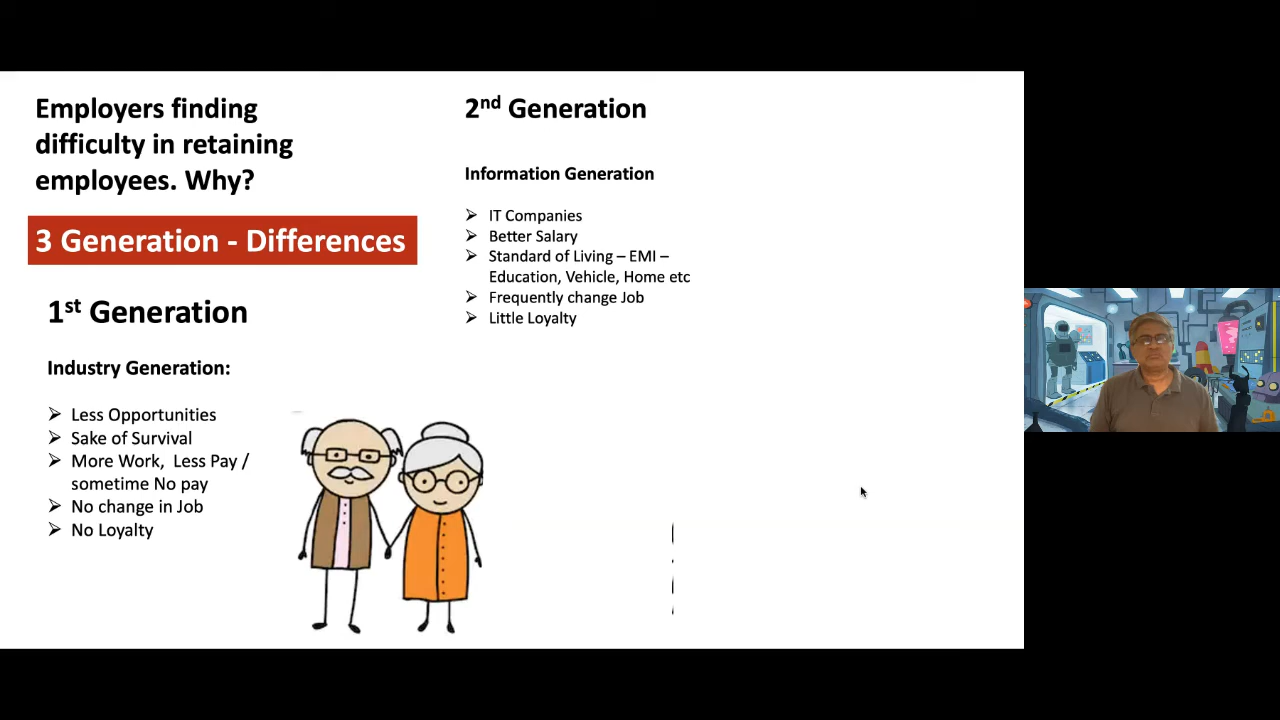 Employers finding
difficulty in retaining
employees. Why?
3 Generation - Differences
1st Generation
Industry Generation:
➢ Less Opportunities
➢ Sake of Survival
➢ More Work, Less Pay /
sometime No pay
➢ No change in Job
➢ No Loyalty
2nd Generation
Information Generation
➢ IT Companies
➢ Better Salary
➢ Standard of Living – EMI –
Education, Vehicle, Home etc
➢ Frequently change Job
➢ Little Loyalty